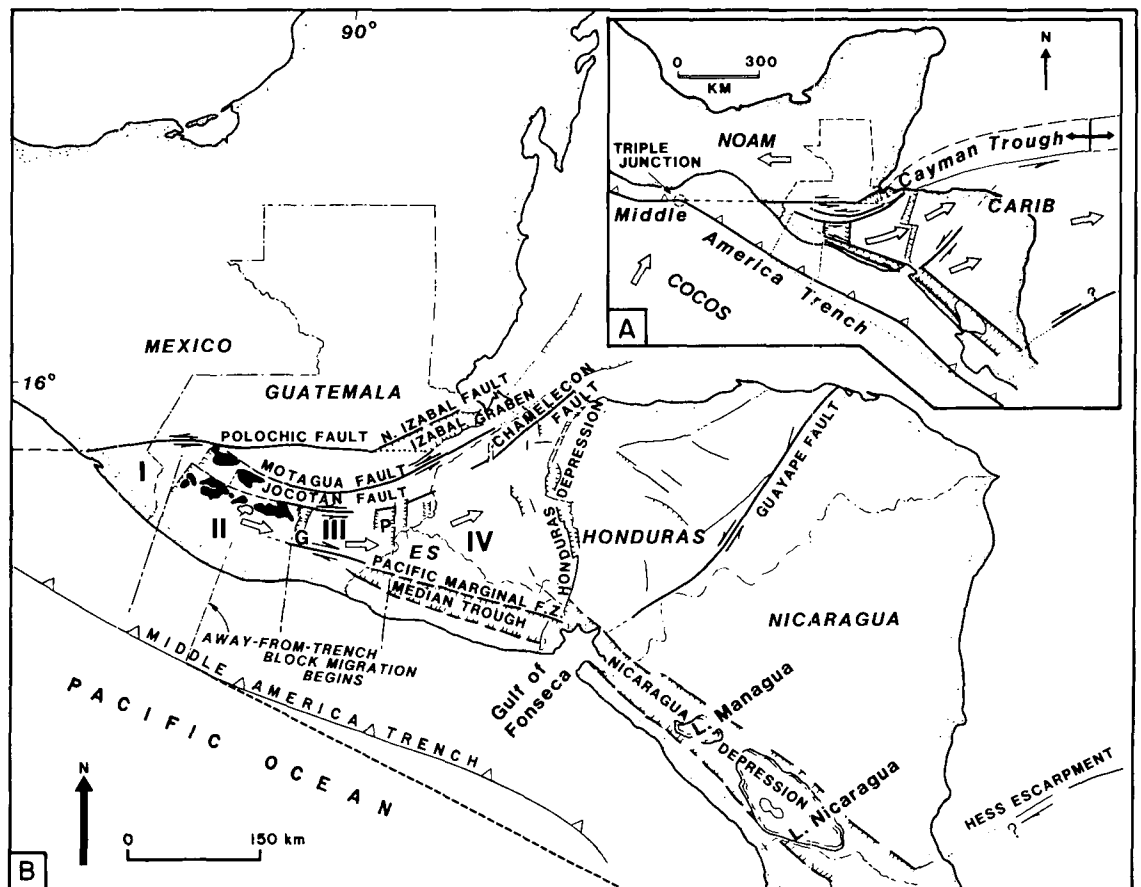 90°
N
0 300
KM
NOAM
TRIPLE
JUNCTION
Cayman Trough
CARIB
Middle
America Trench
COCOS
?
A
MEXICO
16°
GUATEMALA
N. IZABAL FAULT
IZABAL GRABEN
CHAMELECON
FAULT
POLOCHIC FAULT
MOTAGUA FAULT
JOCOTAN FAULT
HONDURAS DEPRESSION
GUAYAPE FAULT
I
II
III
IV
G
P
ES
HONDURAS
PACIFIC MARGINAL F.Z.
MEDIAN TROUGH
NICARAGUA
AWAY-FROM-TRENCH
BLOCK MIGRATION
BEGINS
MIDDLE AMERICA TRENCH
PACIFIC OCEAN
Gulf of
Fonseca
NICARAGUA
DEPRESSION
L. Managua
L. Nicaragua
HESS ESCARPMENT
?
N
0 150 km
B